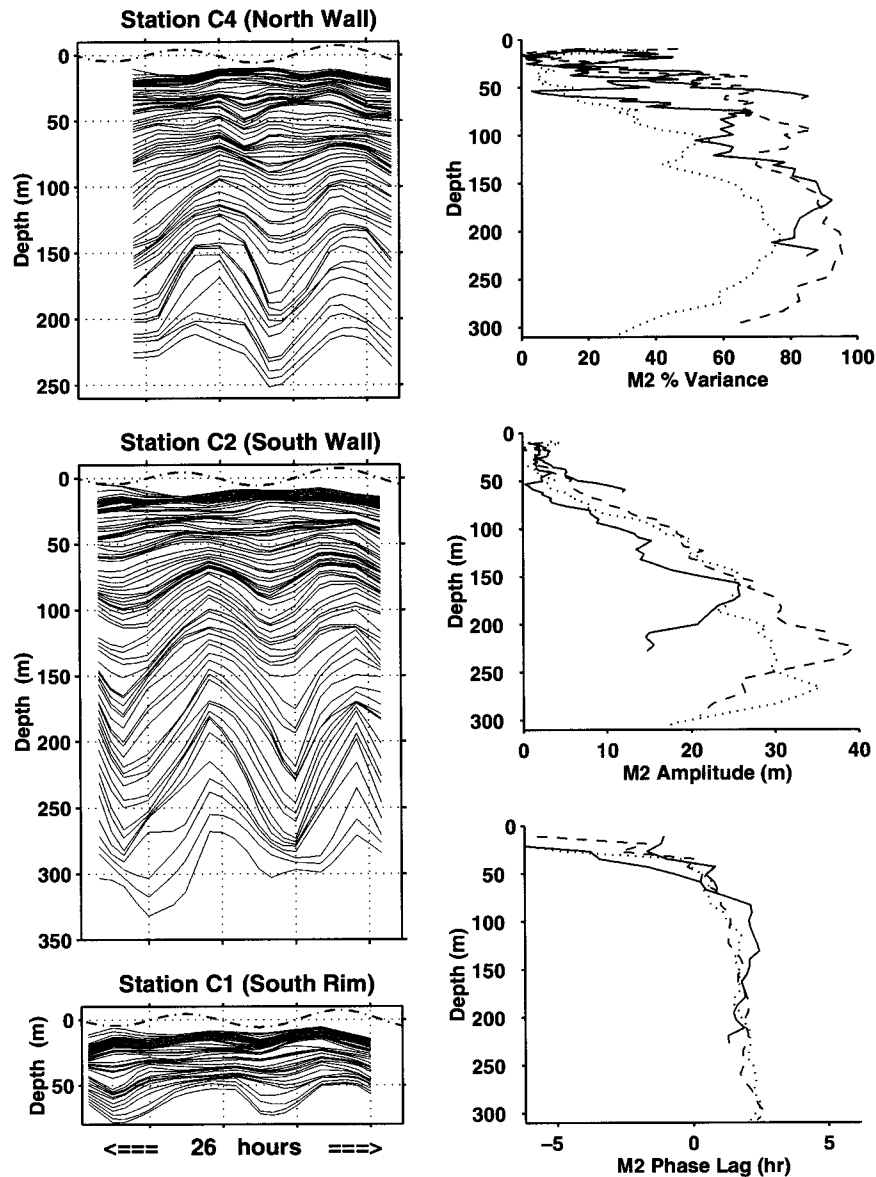 Station C4 (North Wall)
0
50
100
150
200
250
Depth (m)
Station C2 (South Wall)
0
50
100
150
200
250
300
350
Depth (m)
Station C1 (South Rim)
0
50
Depth (m)
<=== 26 hours ===>
0
50
100
150
200
250
300
Depth
0 20 40 60 80 100
M2 % Variance
0
50
100
150
200
250
300
Depth (m)
0 10 20 30 40
M2 Amplitude (m)
0
50
100
150
200
250
300
Depth (m)
−5 0 5
M2 Phase Lag (hr)